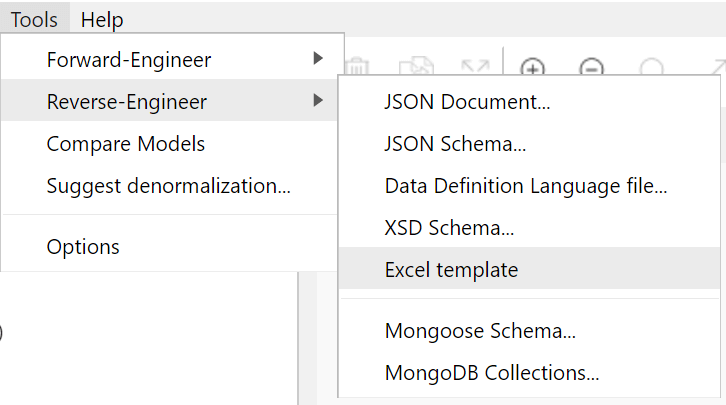 Tools Help
Forward-Engineer
Reverse-Engineer
Compare Models
Suggest denormalization...
Options
JSON Document...
JSON Schema...
Data Definition Language file...
XSD Schema...
Excel template
Mongoose Schema...
MongoDB Collections...
)